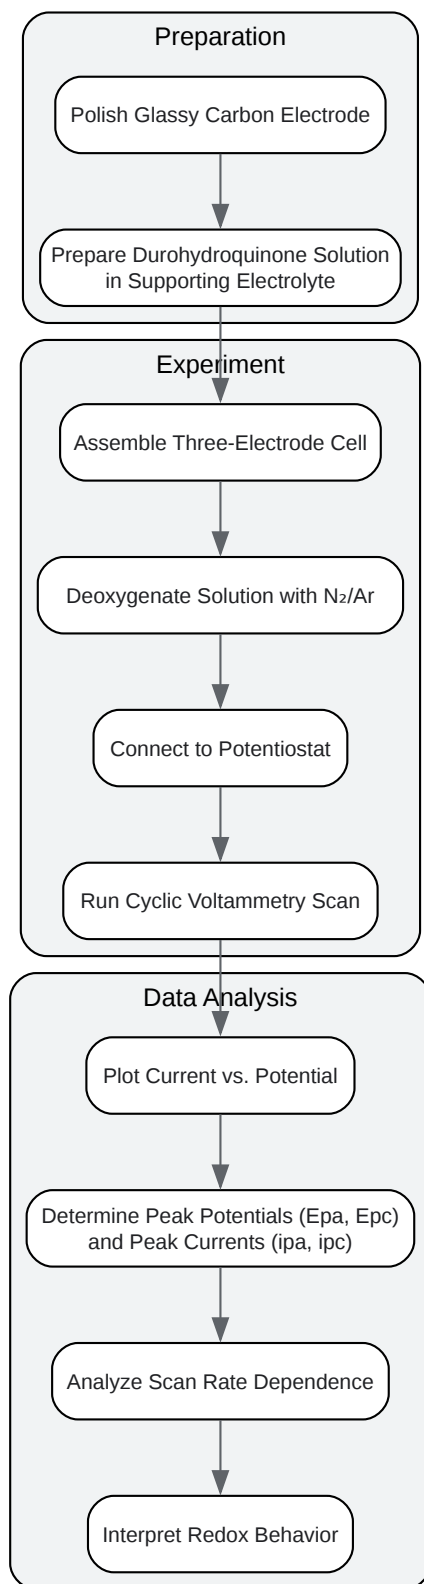 Preparation
Polish Glassy Carbon Electrode
Prepare Durohydroquinone Solution
in Supporting Electrolyte
Experiment
Assemble Three-Electrode Cell
Deoxygenate Solution with N₂/Ar
Connect to Potentiostat
Run Cyclic Voltammetry Scan
Data Analysis
Plot Current vs. Potential
Determine Peak Potentials (Epa, Epc)
and Peak Currents (ipa, ipc)
Analyze Scan Rate Dependence
Interpret Redox Behavior